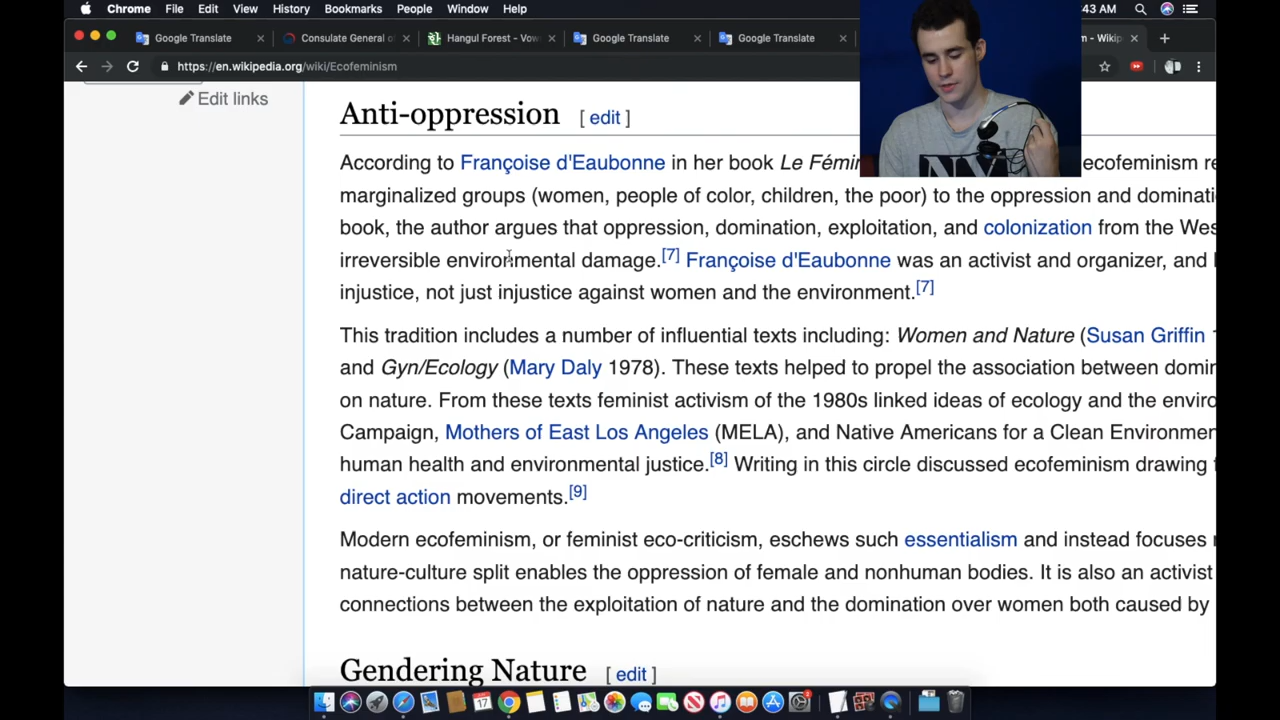 Chrome File Edit View History Bookmarks People Window Help :43 AM
Google Translate Consulate General o Hangul Forest - Vow Google Translate Google Translate m - Wikip
https://en.wikipedia.org/wiki/Ecofeminism
Edit links
Anti-oppression [ edit ]
According to Françoise d'Eaubonne in her book Le Fémin ecofeminism re
marginalized groups (women, people of color, children, the poor) to the oppression and dominati
book, the author argues that oppression, domination, exploitation, and colonization from the Wes
irreversible environmental damage.[7] Françoise d'Eaubonne was an activist and organizer, and
injustice, not just injustice against women and the environment.[7]
This tradition includes a number of influential texts including: Women and Nature (Susan Griffin
and Gyn/Ecology (Mary Daly 1978). These texts helped to propel the association between domin
on nature. From these texts feminist activism of the 1980s linked ideas of ecology and the enviro
Campaign, Mothers of East Los Angeles (MELA), and Native Americans for a Clean Environmen
human health and environmental justice.[8] Writing in this circle discussed ecofeminism drawing
direct action movements.[9]
Modern ecofeminism, or feminist eco-criticism, eschews such essentialism and instead focuses
nature-culture split enables the oppression of female and nonhuman bodies. It is also an activist
connections between the exploitation of nature and the domination over women both caused by
Gendering Nature [ edit ]
NY
17